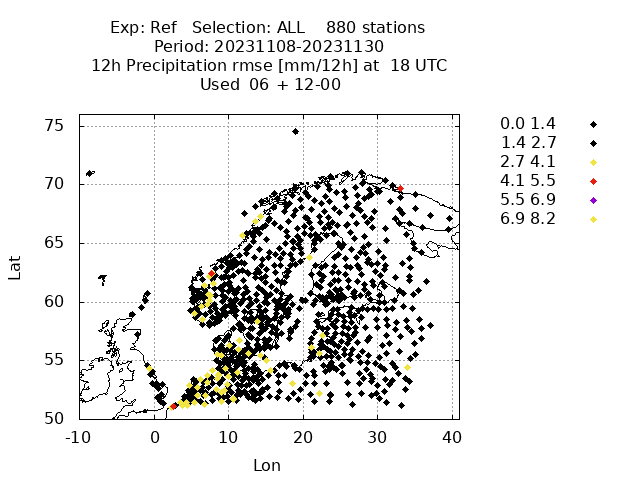 Exp: Ref   Selection: ALL    880 stations
Period: 20231108-20231130
12h Precipitation rmse [mm/12h] at  18 UTC
Used  06 + 12-00
75
70
65
60
55
50
Lat
-10 0 10 20 30 40
Lon
0.0 1.4
1.4 2.7
2.7 4.1
4.1 5.5
5.5 6.9
6.9 8.2